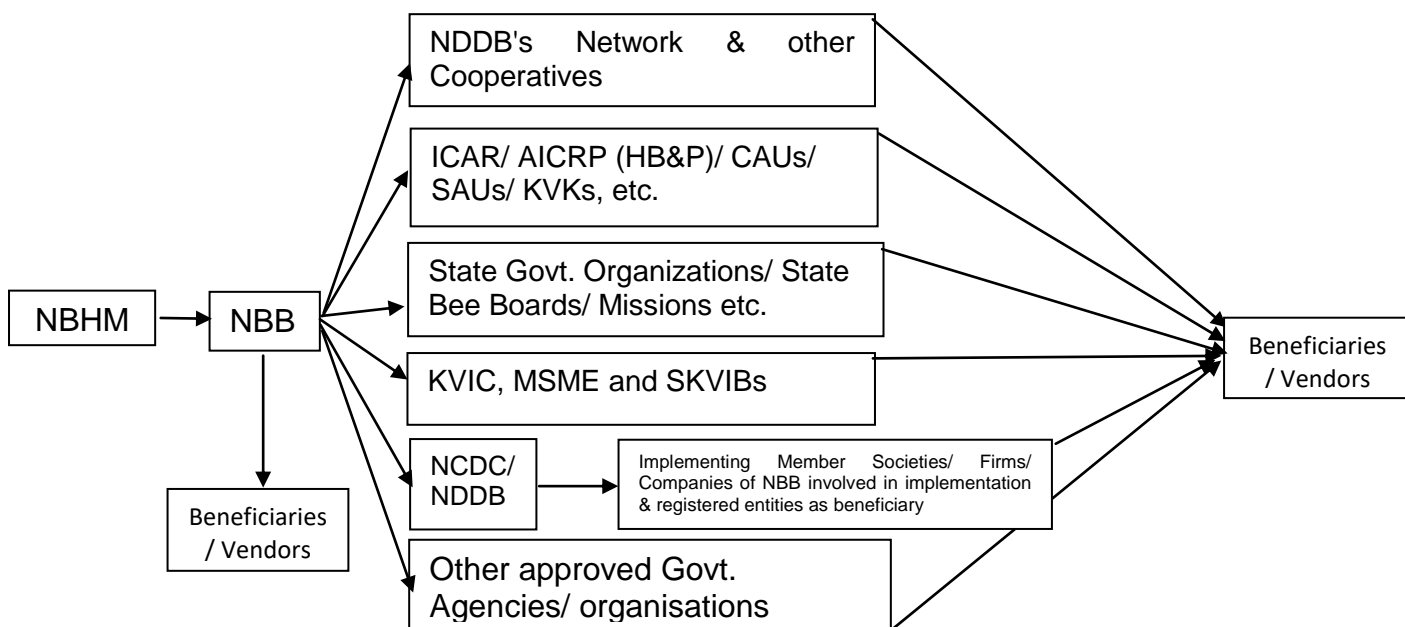 NDDB's Network & other
Cooperatives
ICAR/ AICRP (HB&P)/ CAUs/
SAUs/ KVKs, etc.
State Govt. Organizations/ State
Bee Boards/ Missions etc.
NBHM
NBB
Beneficiaries
/ Vendors
KVIC, MSME and SKVIBs
NCDC/
NDDB
Implementing Member Societies/ Firms/
Companies of NBB involved in implementation
& registered entities as beneficiary
Beneficiaries
/ Vendors
Other approved Govt.
Agencies/ organisations